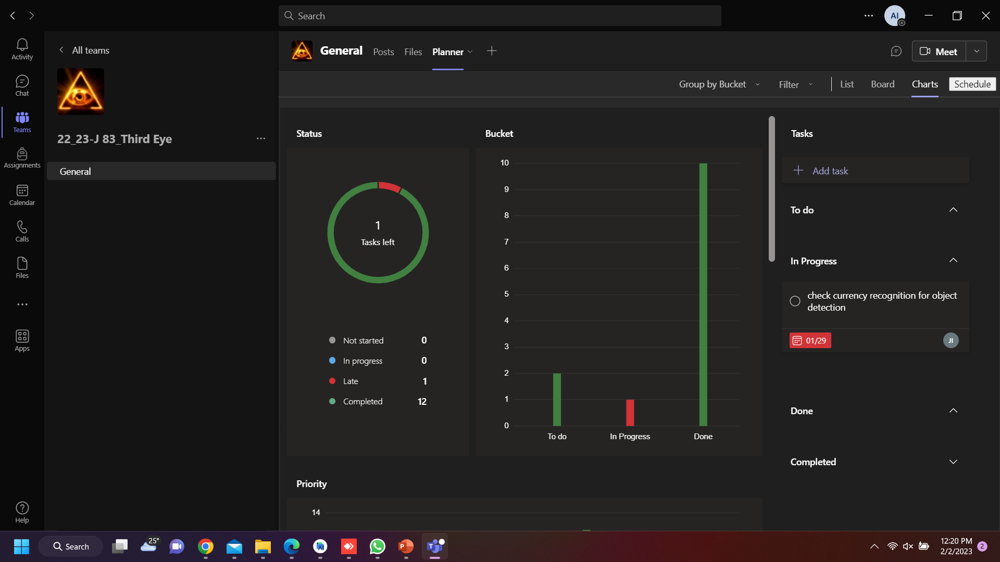 Search
AI
Activity
Chat
Teams
Assignments
Calendar
Calls
Files
Apps
Help
All teams
22_23-J 83_Third Eye
General
General Posts Files Planner
Meet
Group by Bucket Filter List Board Charts Schedule
Status
1
Tasks left
Not started 0
In progress 0
Late 1
Completed 12
Bucket
10
9
8
7
6
5
4
3
2
1
0
To do In Progress Done
Priority
14
Tasks
Add task
To do
In Progress
check currency recognition for object
detection
01/29 JI
Done
Completed
Search
25°
12:20 PM
2/2/2023
2